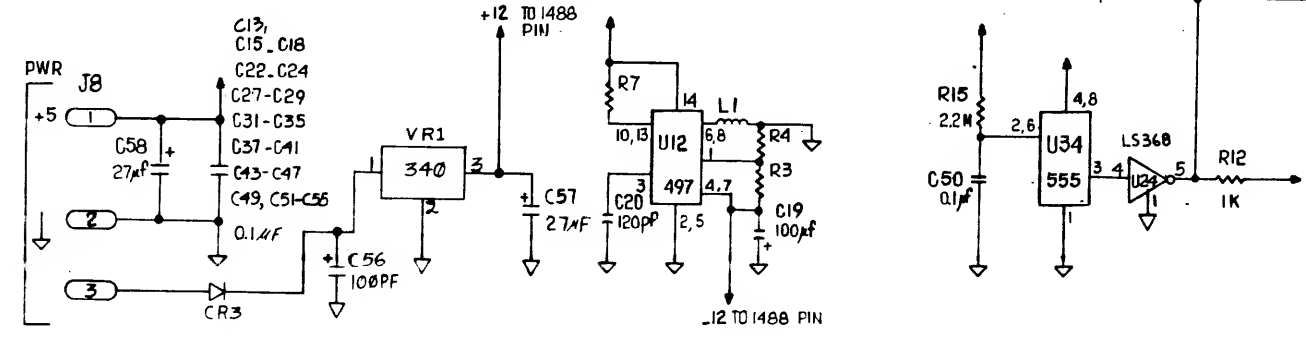 PWR
J8
+5
1
2
3
C58
27µf
+
C13,
C15_C18
C22_C24
C27-C29
C31-C35
C37-C41
C43-C47
C49, C51-C55
0.1µF
CR3
+
C56
100PF
VR1
340
1
3
2
+12 TO 1488
PIN
+
C57
27µF
R7
14
10,13
U12
497
6,8
1
4,7
3
2,5
L1
R4
R3
C20
120pf
C19
100µf
+
_12 TO 1488 PIN
R15
2.2M
C50
0.1µf
2,6
4,8
U34
555
3
1
LS368
4
U24
5
1
R12
1K